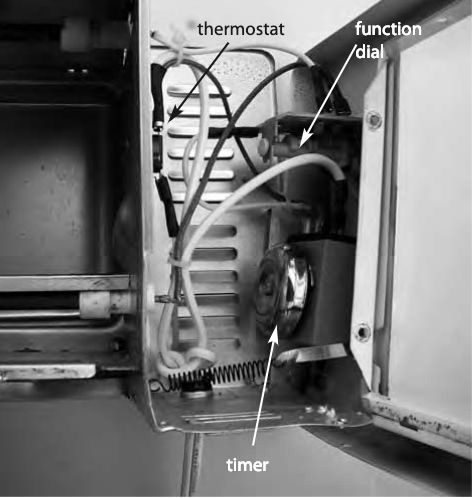 thermostat
function
dial
timer